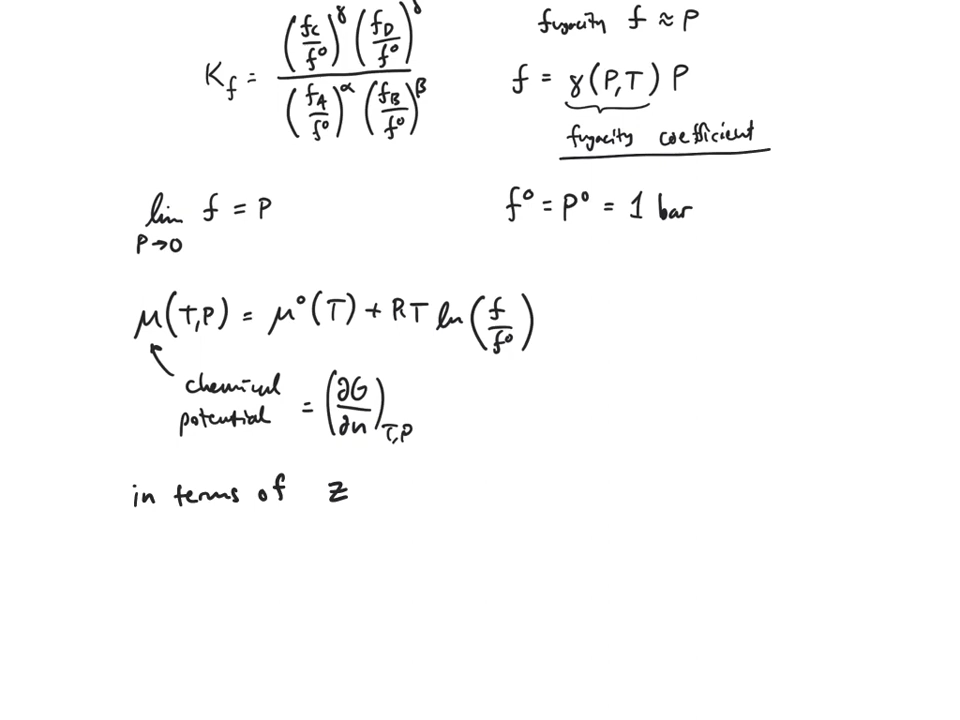 K_f = (f_C/f°)^γ (f_D/f°)^δ / (f_A/f°)^α (f_B/f°)^β
fugacity f ≈ P
f = γ(P,T) P
fugacity coefficient
lim f = P
P→0
f° = P° = 1 bar
μ(T,P) = μ°(T) + RT ln(f/f°)
chemical
potential = (∂G/∂n)_T,P
in terms of z